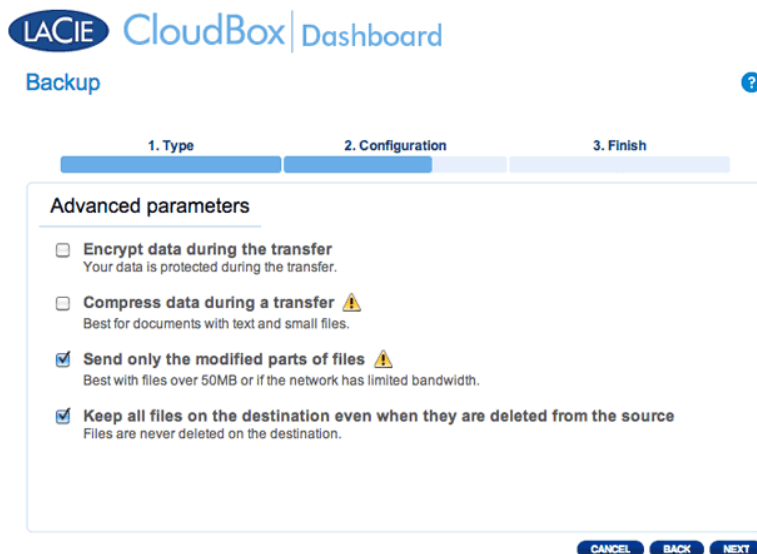 LACIE CloudBox Dashboard
Backup
?
1. Type 2. Configuration 3. Finish
Advanced parameters
Encrypt data during the transfer
Your data is protected during the transfer.
Compress data during a transfer
Best for documents with text and small files.
Send only the modified parts of files
Best with files over 50MB or if the network has limited bandwidth.
Keep all files on the destination even when they are deleted from the source
Files are never deleted on the destination.
CANCEL BACK NEXT